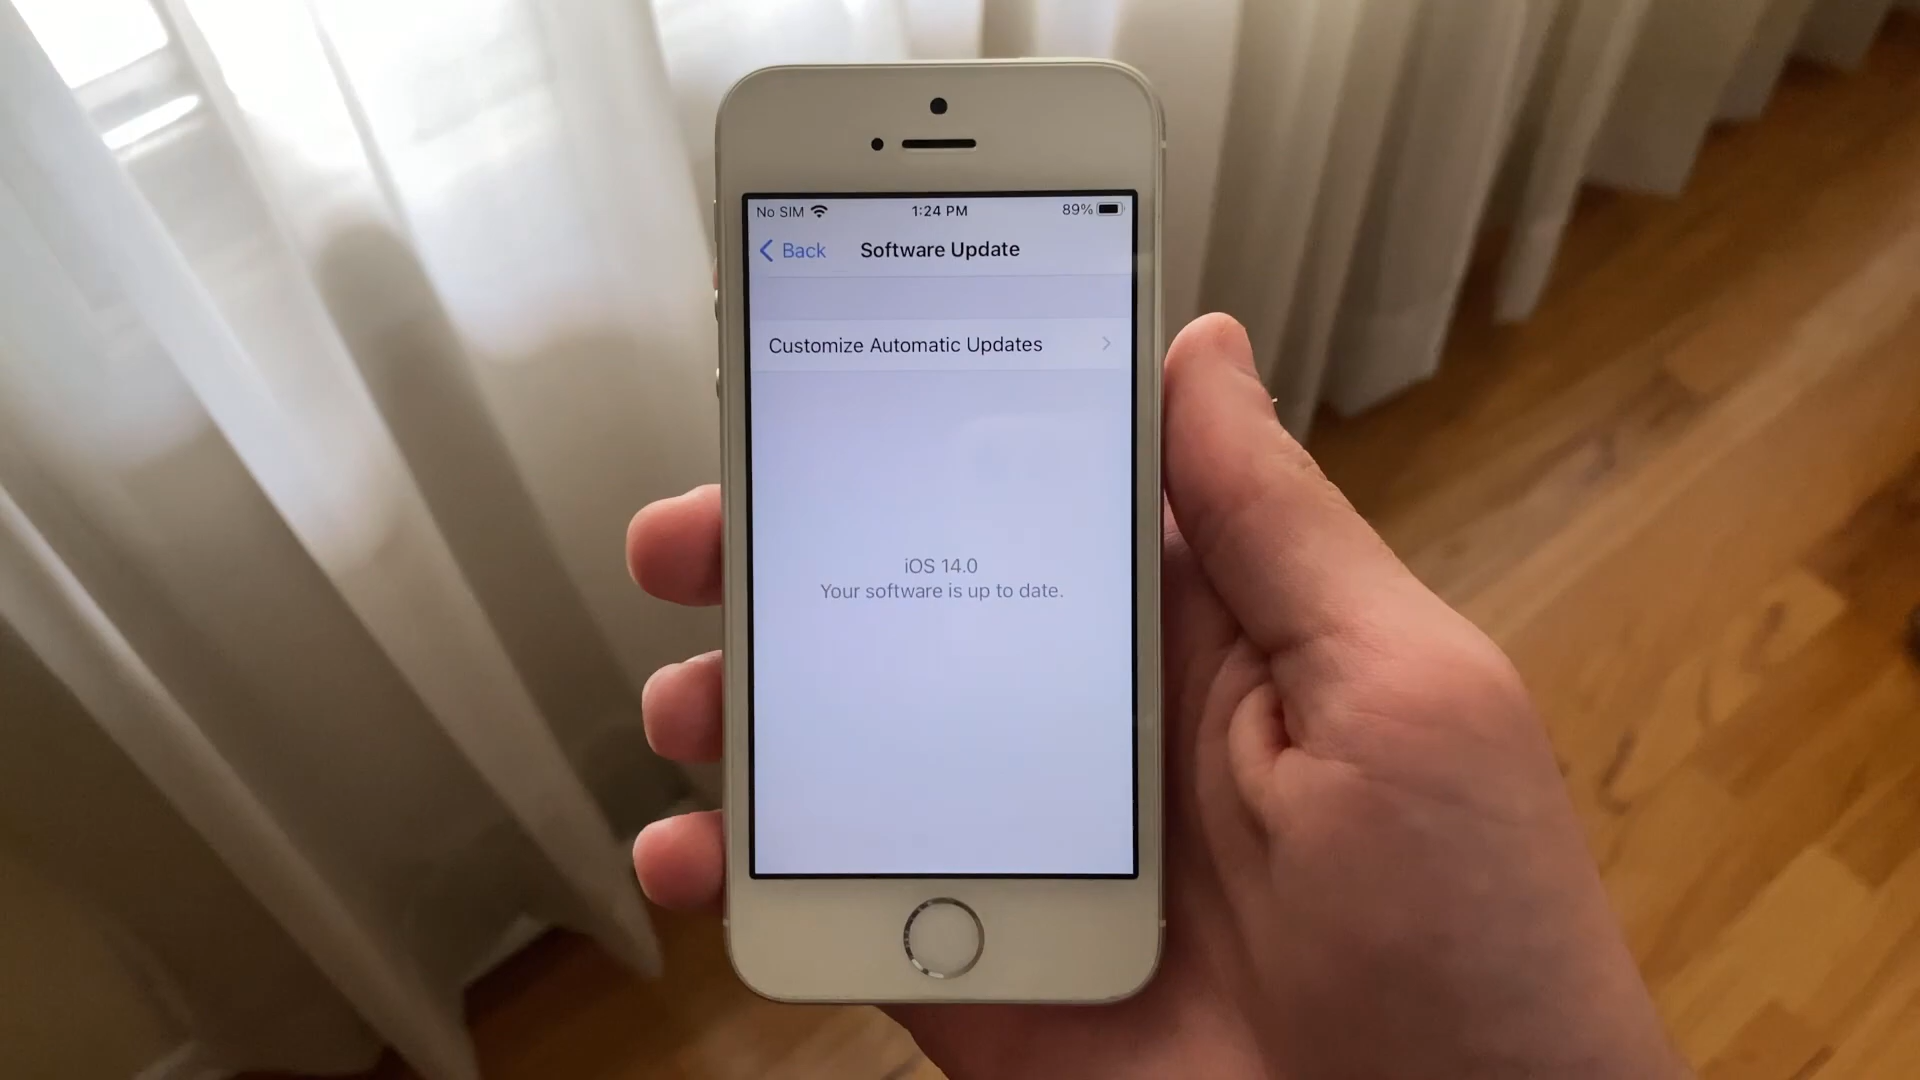 No SIM 1:24 PM 89%
Back Software Update
Customize Automatic Updates
iOS 14.0
Your software is up to date.